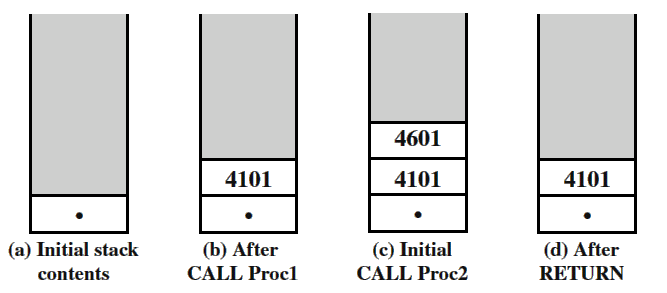 4601
4101
4101
4101
•
•
•
•
(a) Initial stack
contents
(b) After
CALL Proc1
(c) Initial
CALL Proc2
(d) After
RETURN